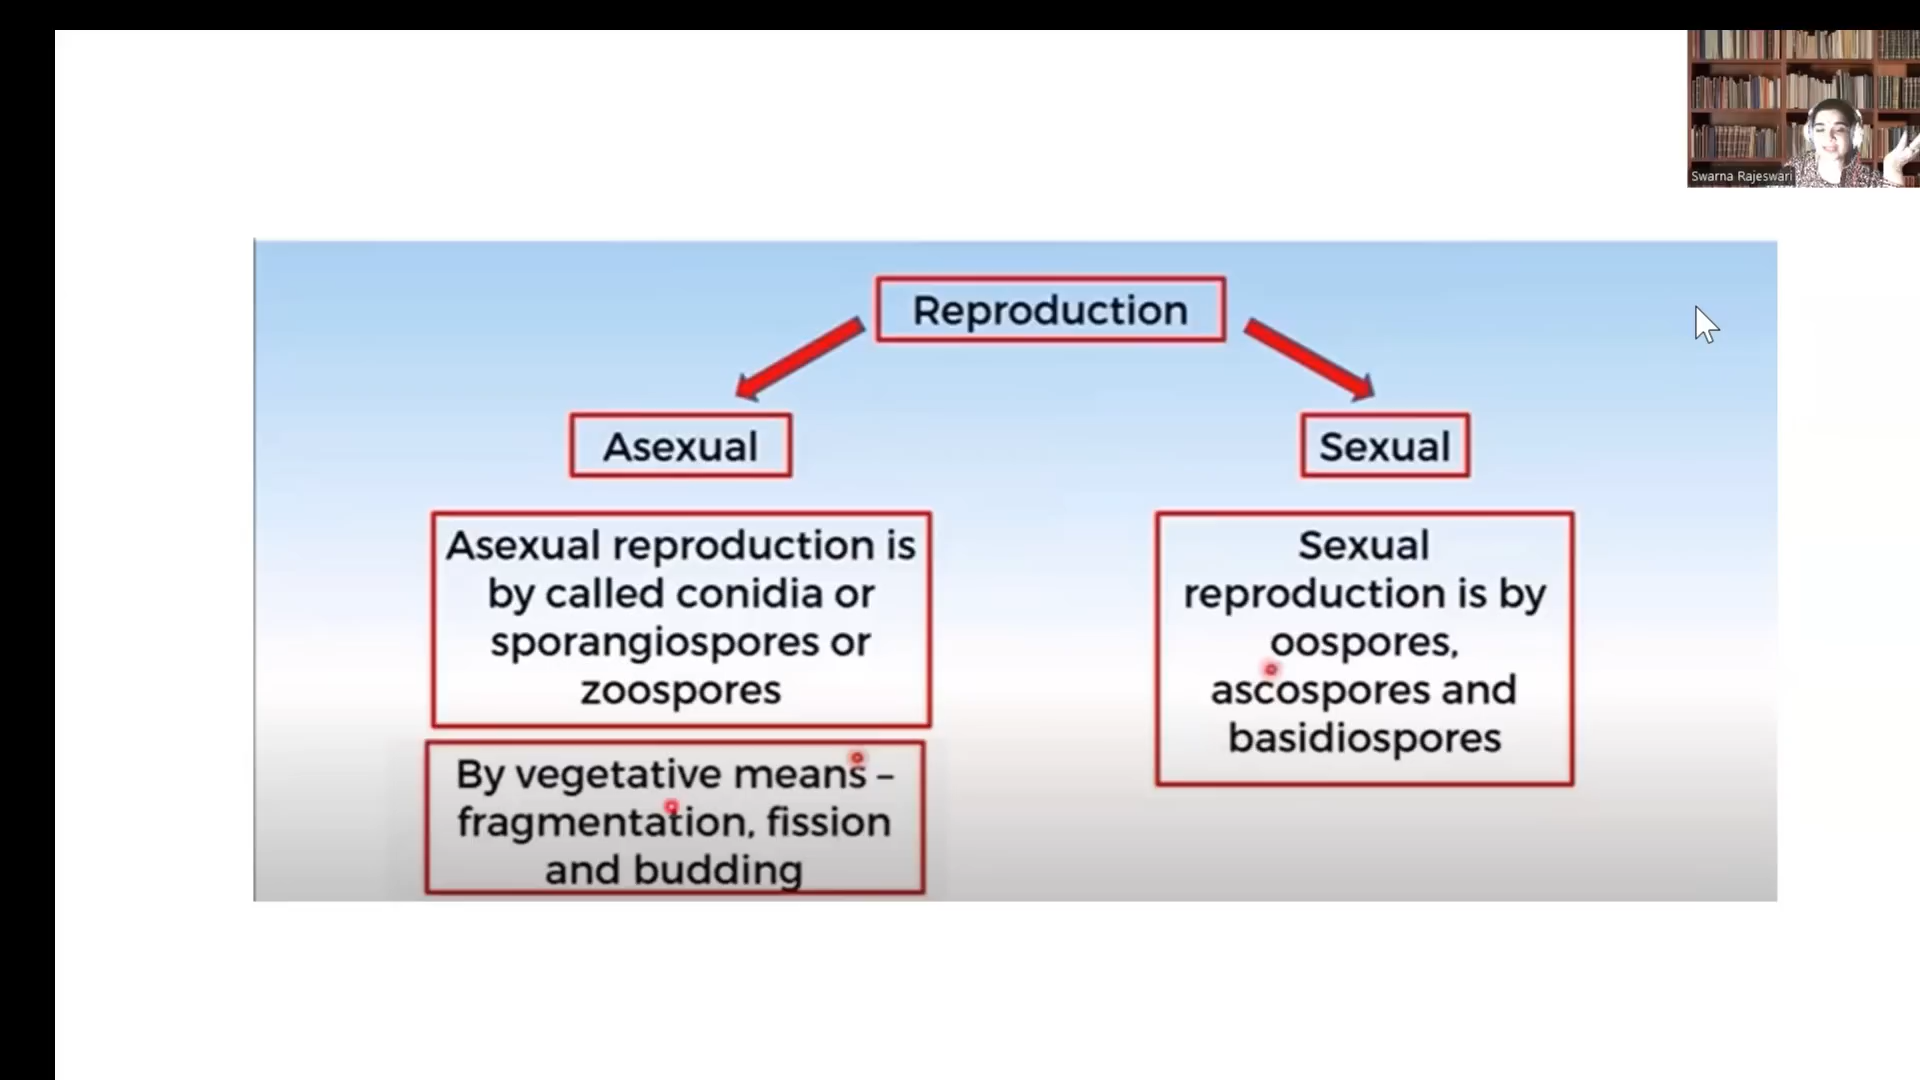 Swarna Rajeswari
Reproduction
Asexual
Asexual reproduction is
by called conidia or
sporangiospores or
zoospores
By vegetative means –
fragmentation, fission
and budding
Sexual
Sexual
reproduction is by
oospores,
ascospores and
basidiospores